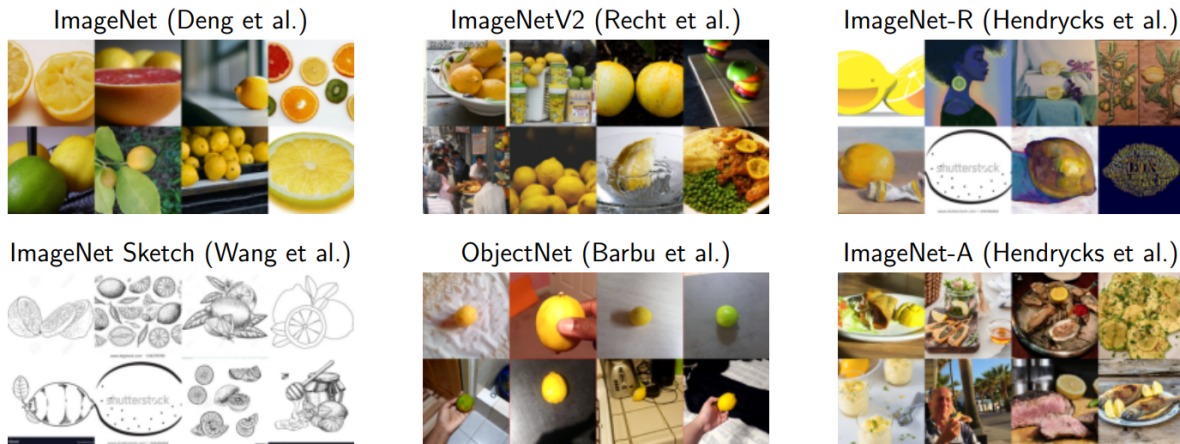 ImageNet (Deng et al.)
ImageNetV2 (Recht et al.)
ImageNet-R (Hendrycks et al.)
shutterstock
ImageNet Sketch (Wang et al.)
ObjectNet (Barbu et al.)
ImageNet-A (Hendrycks et al.)
shutterstock